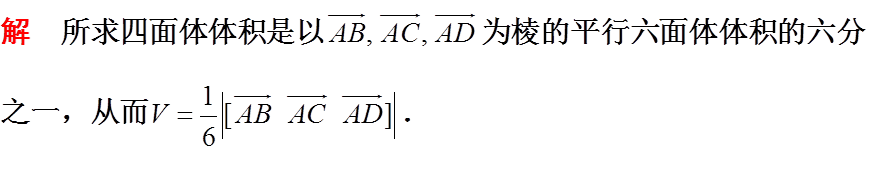 解 所求四面体体积是以$\overrightarrow{AB}, \overrightarrow{AC}, \overrightarrow{AD}$为棱的平行六面体体积的六分
之一，从而$V = \frac{1}{6}\left|[\overrightarrow{AB}\ \overrightarrow{AC}\ \overrightarrow{AD}]\right|$.